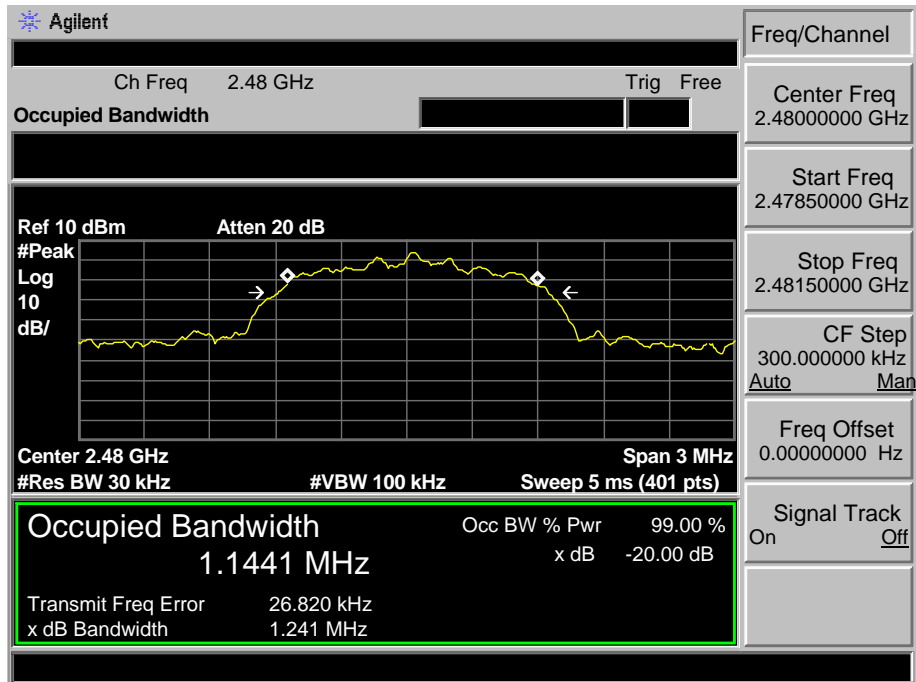 Agilent
Freq/Channel
Ch Freq 2.48 GHz Trig Free
Occupied Bandwidth
Center Freq
2.48000000 GHz
Start Freq
2.47850000 GHz
Stop Freq
2.48150000 GHz
CF Step
300.000000 kHz
Auto Man
Freq Offset
0.00000000 Hz
Signal Track
On Off
Ref 10 dBm Atten 20 dB
#Peak
Log
10
dB/
Center 2.48 GHz Span 3 MHz
#Res BW 30 kHz #VBW 100 kHz Sweep 5 ms (401 pts)
Occupied Bandwidth
1.1441 MHz
Occ BW % Pwr 99.00 %
x dB -20.00 dB
Transmit Freq Error 26.820 kHz
x dB Bandwidth 1.241 MHz